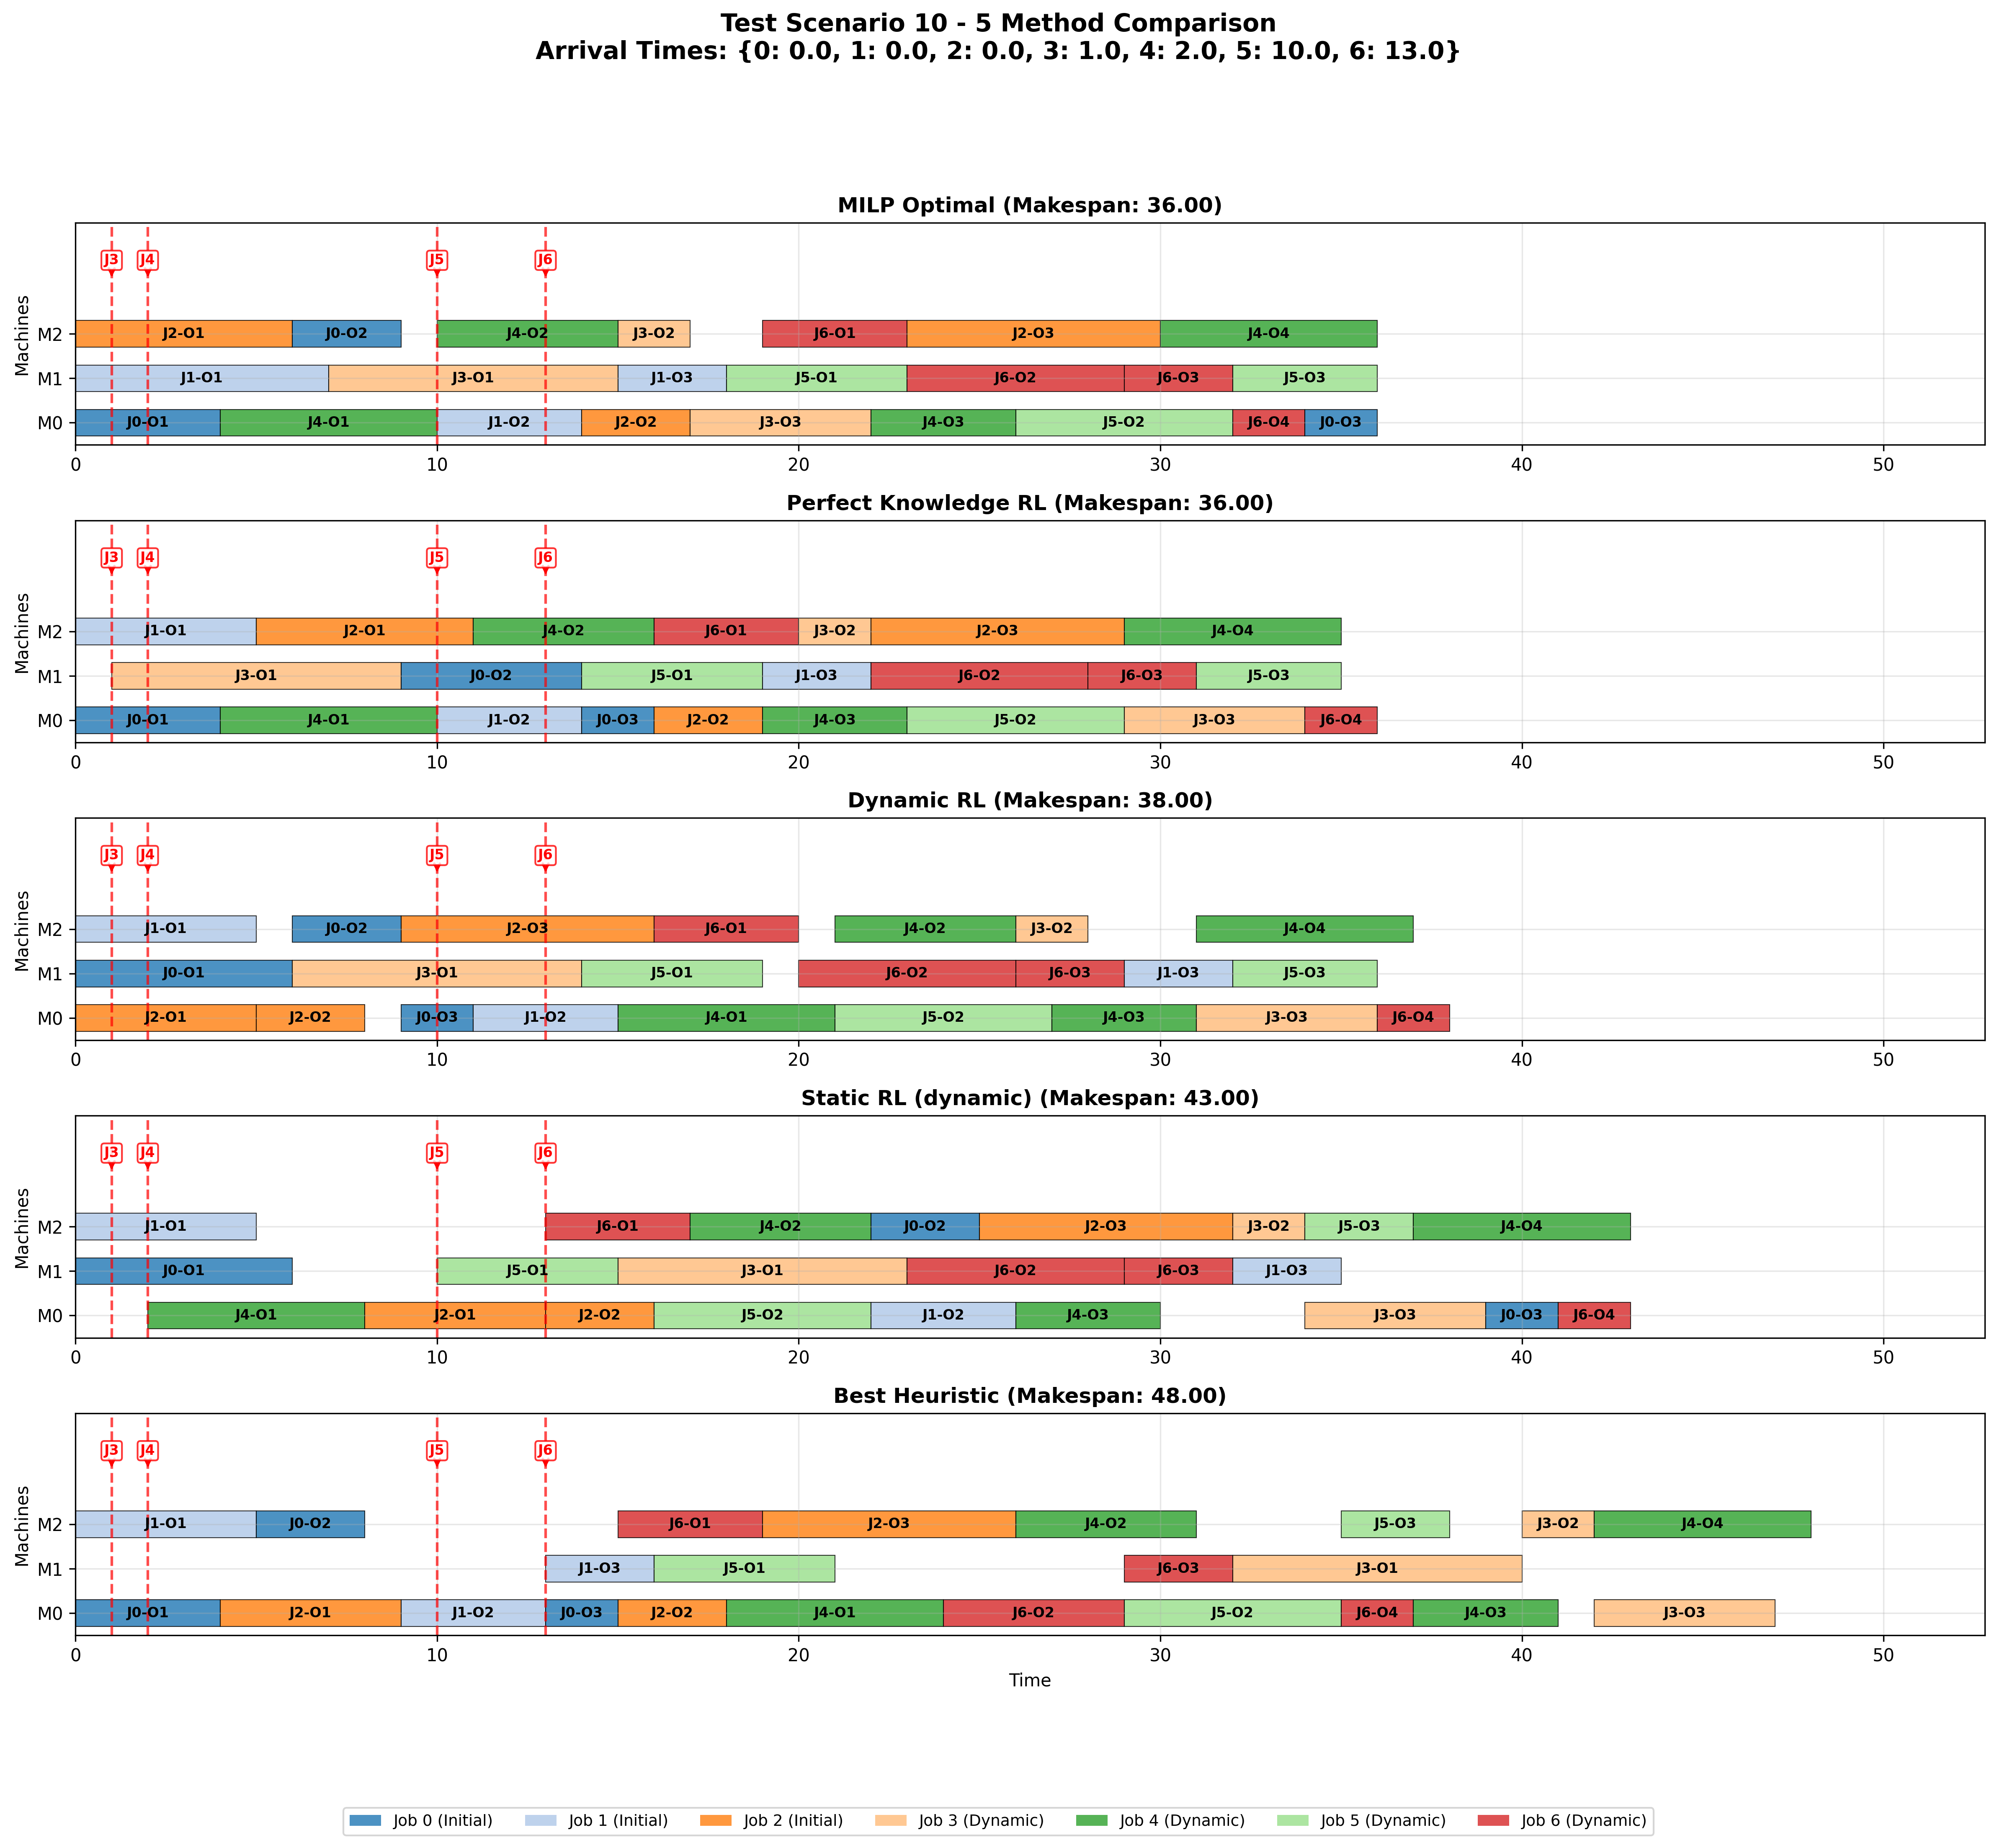 Test Scenario 10 - 5 Method Comparison
Arrival Times: {0: 0.0, 1: 0.0, 2: 0.0, 3: 1.0, 4: 2.0, 5: 10.0, 6: 13.0}
MILP Optimal (Makespan: 36.00)
J3 J4 J5 J6
Machines
M2 J2-O1 J0-O2 J4-O2 J3-O2 J6-O1 J2-O3 J4-O4
M1 J1-O1 J3-O1 J1-O3 J5-O1 J6-O2 J6-O3 J5-O3
M0 J0-O1 J4-O1 J1-O2 J2-O2 J3-O3 J4-O3 J5-O2 J6-O4 J0-O3
0 10 20 30 40 50
Perfect Knowledge RL (Makespan: 36.00)
J3 J4 J5 J6
Machines
M2 J1-O1 J2-O1 J4-O2 J6-O1 J3-O2 J2-O3 J4-O4
M1 J3-O1 J0-O2 J5-O1 J1-O3 J6-O2 J6-O3 J5-O3
M0 J0-O1 J4-O1 J1-O2 J0-O3 J2-O2 J4-O3 J5-O2 J3-O3 J6-O4
0 10 20 30 40 50
Dynamic RL (Makespan: 38.00)
J3 J4 J5 J6
Machines
M2 J1-O1 J0-O2 J2-O3 J6-O1 J4-O2 J3-O2 J4-O4
M1 J0-O1 J3-O1 J5-O1 J6-O2 J6-O3 J1-O3 J5-O3
M0 J2-O1 J2-O2 J0-O3 J1-O2 J4-O1 J5-O2 J4-O3 J3-O3 J6-O4
0 10 20 30 40 50
Static RL (dynamic) (Makespan: 43.00)
J3 J4 J5 J6
Machines
M2 J1-O1 J6-O1 J4-O2 J0-O2 J2-O3 J3-O2 J5-O3 J4-O4
M1 J0-O1 J5-O1 J3-O1 J6-O2 J6-O3 J1-O3
M0 J4-O1 J2-O1 J2-O2 J5-O2 J1-O2 J4-O3 J3-O3 J0-O3 J6-O4
0 10 20 30 40 50
Best Heuristic (Makespan: 48.00)
J3 J4 J5 J6
Machines
M2 J1-O1 J0-O2 J6-O1 J2-O3 J4-O2 J5-O3 J3-O2 J4-O4
M1 J1-O3 J5-O1 J6-O3 J3-O1
M0 J0-O1 J2-O1 J1-O2 J0-O3 J2-O2 J4-O1 J6-O2 J5-O2 J6-O4 J4-O3 J3-O3
0 10 20 30 40 50
Time
Job 0 (Initial) Job 1 (Initial) Job 2 (Initial) Job 3 (Dynamic) Job 4 (Dynamic) Job 5 (Dynamic) Job 6 (Dynamic)